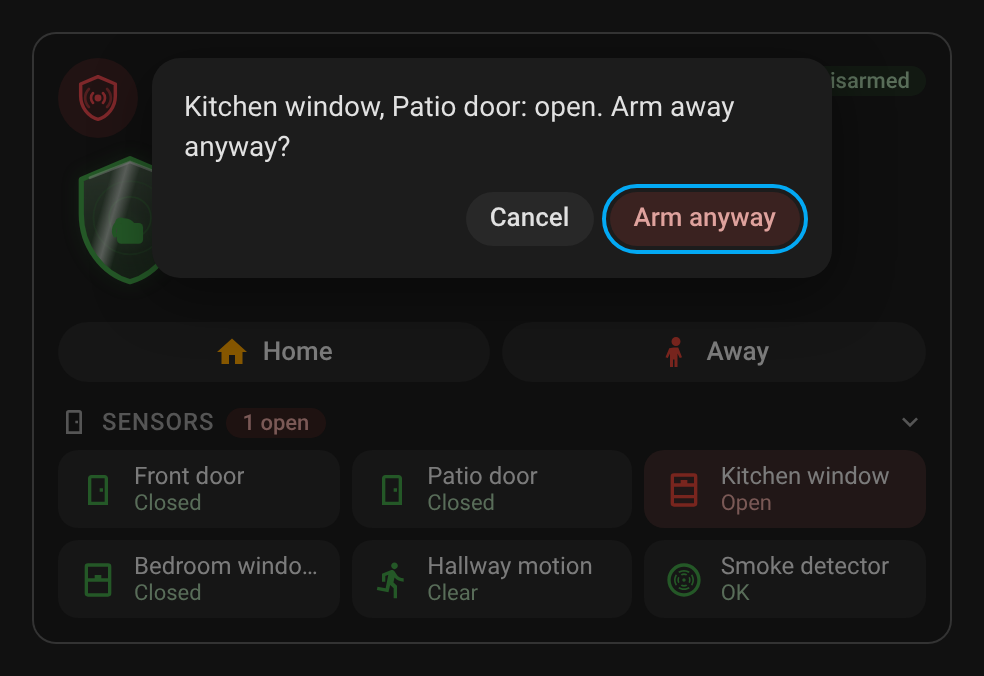 Kitchen window, Patio door: open. Arm away
anyway?
isarmed
Cancel
Arm anyway
Home
Away
SENSORS
1 open
Front door
Closed
Patio door
Closed
Kitchen window
Open
Bedroom windo…
Closed
Hallway motion
Clear
Smoke detector
OK